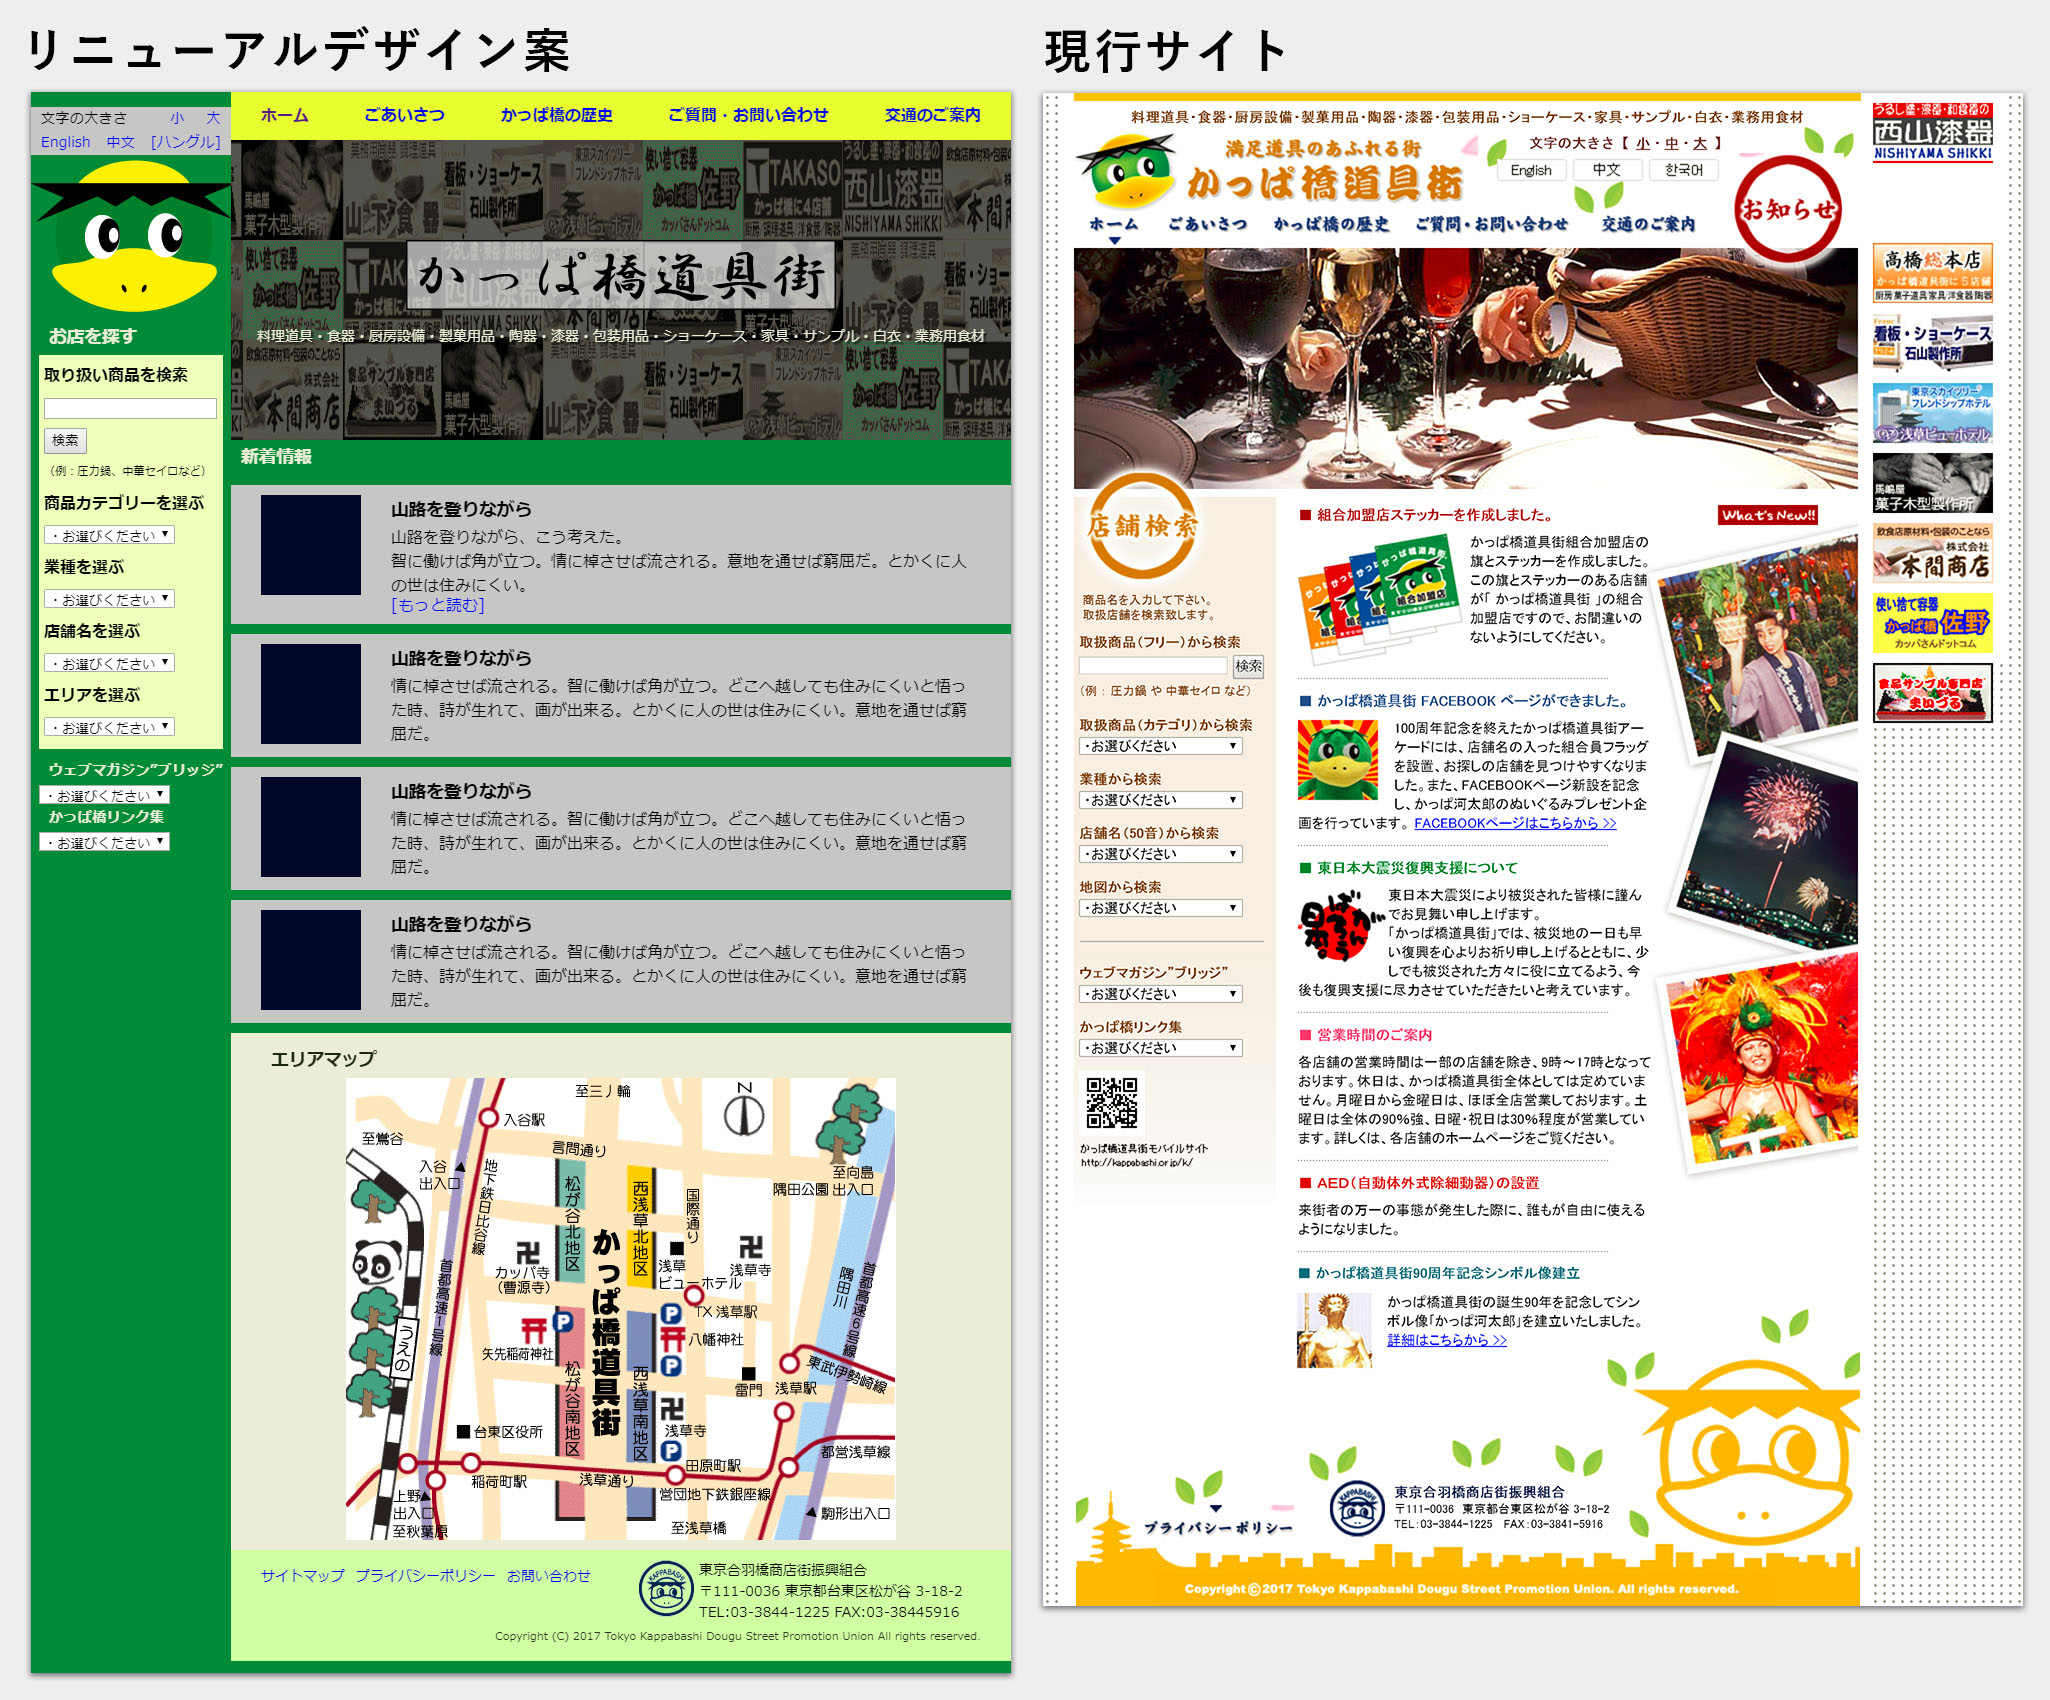 リニューアルデザイン案
文字の大きさ 小 大
English 中文 [ハングル]
お店を探す
取り扱い商品を検索
検索
(例:圧力鍋、中華セイロなど)
商品カテゴリーを選ぶ
・お選びください
業種を選ぶ
・お選びください
店舗名を選ぶ
・お選びください
エリアを選ぶ
・お選びください
ウェブマガジン"ブリッジ"
・お選びください
かっぱ橋リンク集
・お選びください
ホーム ごあいさつ かっぱ橋の歴史 ご質問・お問い合わせ 交通のご案内
かっぱ橋道具街
料理道具・食器・厨房設備・製菓用品・陶器・漆器・包装用品・ショーケース・家具・サンプル・白衣・業務用食材
新着情報
山路を登りながら
山路を登りながら、こう考えた。
智に働けば角が立つ。情に棹させば流される。意地を通せば窮屈だ。とかくに人
の世は住みにくい。
[もっと読む]
山路を登りながら
情に棹させば流される。智に働けば角が立つ。どこへ越しても住みにくいと悟っ
た時、詩が生れて、画が出来る。とかくに人の世は住みにくい。意地を通せば窮
屈だ。
山路を登りながら
情に棹させば流される。智に働けば角が立つ。どこへ越しても住みにくいと悟っ
た時、詩が生れて、画が出来る。とかくに人の世は住みにくい。意地を通せば窮
屈だ。
山路を登りながら
情に棹させば流される。智に働けば角が立つ。どこへ越しても住みにくいと悟っ
た時、詩が生れて、画が出来る。とかくに人の世は住みにくい。意地を通せば窮
屈だ。
エリアマップ
至三ノ輪
N
入谷駅
至鶯谷
言問通り
入谷
出入口
地下鉄日比谷線
松が谷北地区
西浅草北地区
国際通り
至向島
隅田公園 出入口
カッパ寺
(曹源寺)
浅草
ビューホテル
浅草寺
首都高速1号線
かっぱ橋道具街
隅田川
首都高速6号線
TX 浅草駅
P
P
八幡神社
矢先稲荷神社
P
うえの
松が谷南地区
西浅草南地区
雷門
浅草駅
東武伊勢崎線
台東区役所
浅草寺
P
都営浅草線
田原町駅
稲荷町駅
浅草通り
営団地下鉄銀座線
上野
出入口
至秋葉原
至浅草橋
駒形出入口
サイトマップ プライバシーポリシー お問い合わせ
KAPPABASHI
東京合羽橋商店街振興組合
〒111-0036 東京都台東区松が谷 3-18-2
TEL:03-3844-1225 FAX:03-38445916
Copyright (C) 2017 Tokyo Kappabashi Dougu Street Promotion Union All rights reserved.
現行サイト
料理道具・食器・厨房設備・製菓用品・陶器・漆器・包装用品・ショーケース・家具・サンプル・白衣・業務用食材
満足道具のあふれる街
かっぱ橋道具街
文字の大きさ【 小・中・大 】
English 中文 한국어
お知らせ
ホーム ごあいさつ かっぱ橋の歴史 ご質問・お問い合わせ 交通のご案内
店舗検索
商品名を入力して下さい。
取扱店舗を検索致します。
取扱商品(フリー)から検索
検索
(例: 圧力鍋 や 中華セイロ など)
取扱商品(カテゴリ)から検索
・お選びください
業種から検索
・お選びください
店舗名(50音)から検索
・お選びください
地図から検索
・お選びください
ウェブマガジン"ブリッジ"
・お選びください
かっぱ橋リンク集
・お選びください
かっぱ橋道具街モバイルサイト
http://kappabashi.or.jp/k/
■ 組合加盟店ステッカーを作成しました。
What's New!!
かっぱ橋道具街組合加盟店の
旗とステッカーを作成しました。
この旗とステッカーのある店舗
が「 かっぱ橋道具街 」の組合
加盟店ですので、お間違いの
ないようにしてください。
組合加盟店
■ かっぱ橋道具街 FACEBOOK ページができました。
100周年記念を終えたかっぱ橋道具街アー
ケードには、店舗名の入った組合員フラッグ
を設置、お探しの店舗を見つけやすくなりま
した。また、FACEBOOKページ新設を記念
し、かっぱ河太郎のぬいぐるみプレゼント企
画を行っています。 FACEBOOKページはこちらから >>
■ 東日本大震災復興支援について
東日本大震災により被災された皆様に謹ん
でお見舞い申し上げます。
「かっぱ橋道具街」では、被災地の一日も早
い復興を心よりお祈り申し上げるとともに、少
しでも被災された方々に役に立てるよう、今
後も復興支援に尽力させていただきたいと考えています。
■ 営業時間のご案内
各店舗の営業時間は一部の店舗を除き、9時～17時となって
おります。休日は、かっぱ橋道具街全体としては定めていま
せん。月曜日から金曜日は、ほぼ全店営業しております。土
曜日は全体の90%強、日曜・祝日は30%程度が営業してい
ます。詳しくは、各店舗のホームページをご覧ください。
■ AED(自動体外式除細動器)の設置
来街者の万一の事態が発生した際に、誰もが自由に使える
ようになりました。
■ かっぱ橋道具街90周年記念シンボル像建立
かっぱ橋道具街の誕生90年を記念してシン
ボル像「かっぱ河太郎」を建立いたしました。
詳細はこちらから >>
プライバシーポリシー
KAPPABASHI
東京合羽橋商店街振興組合
〒111-0036 東京都台東区松が谷 3-18-2
TEL:03-3844-1225 FAX:03-3841-5916
Copyright©2017 Tokyo Kappabashi Dougu Street Promotion Union. All rights reserved.
うるし塗・漆器・和食器の
西山漆器
NISHIYAMA SHIKKI
高橋総本店
かっぱ橋道具街に5店舗
厨房菓子道具家具洋食器陶器
看板・ショーケース
石山製作所
東京スカイツリー
フレンドシップホテル
浅草ビューホテル
馬嶋屋
菓子木型製作所
飲食店原材料・包装のことなら
株式会社
本間商店
使い捨て容器
かっぱ橋 佐野
カッパさんドットコム
食品サンプル専門店
まいづる